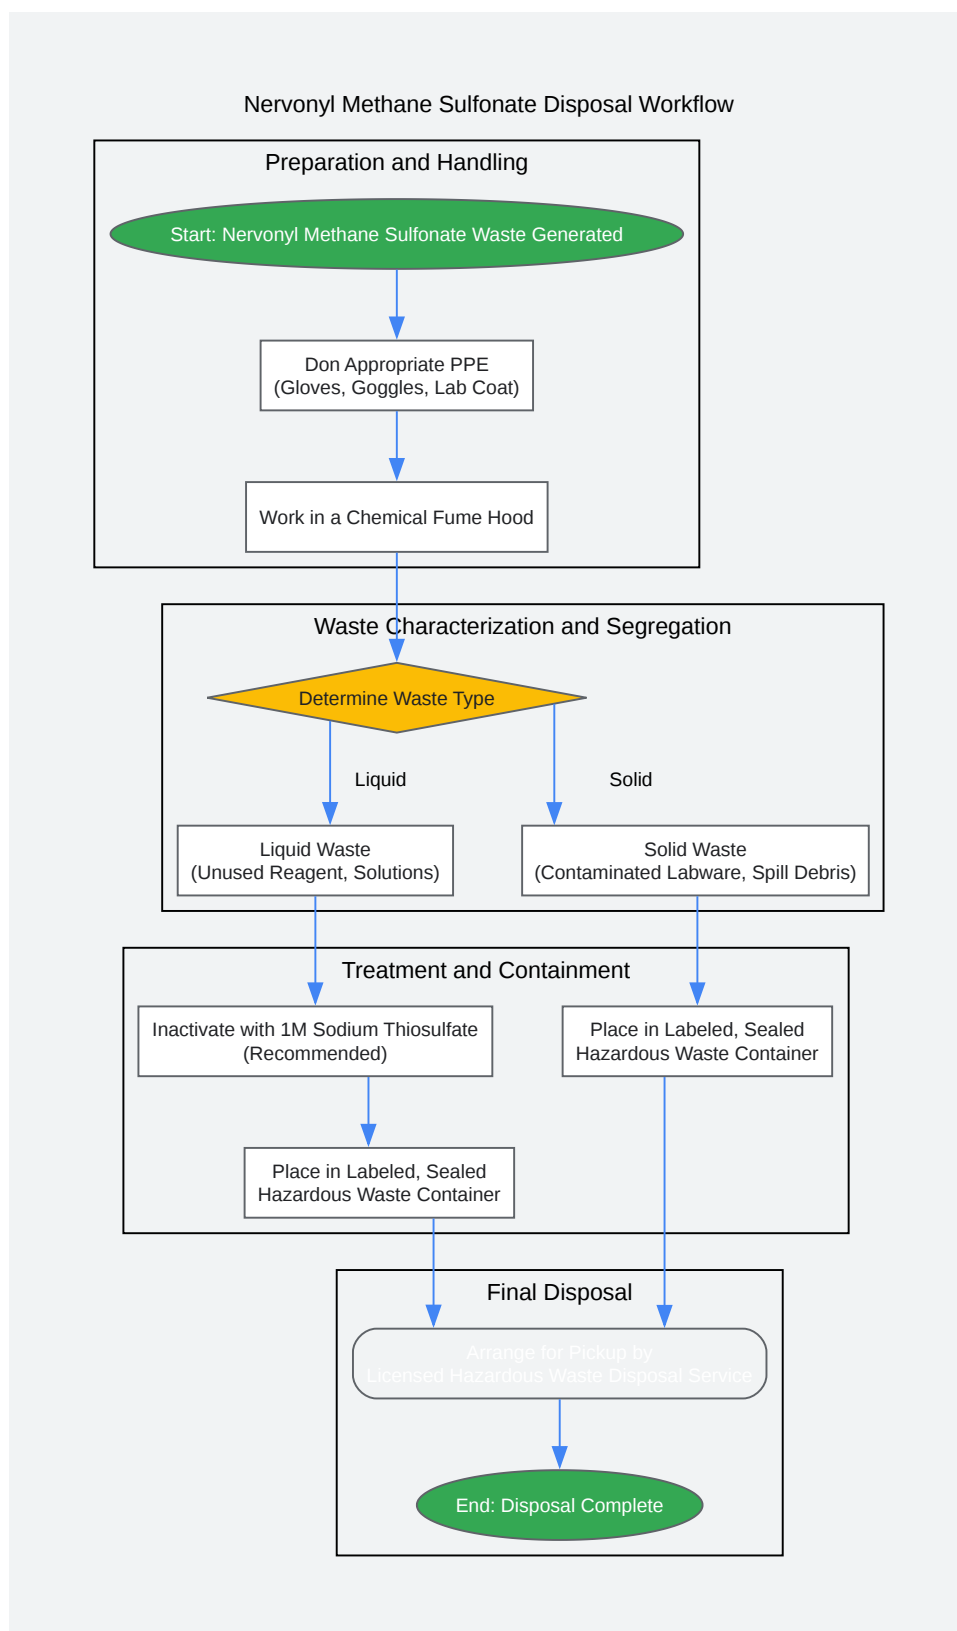 Nervonyl Methane Sulfonate Disposal Workflow
Preparation and Handling
Start: Nervonyl Methane Sulfonate Waste Generated
Don Appropriate PPE
(Gloves, Goggles, Lab Coat)
Work in a Chemical Fume Hood
Waste Characterization and Segregation
Determine Waste Type
Liquid
Solid
Liquid Waste
(Unused Reagent, Solutions)
Solid Waste
(Contaminated Labware, Spill Debris)
Treatment and Containment
Inactivate with 1M Sodium Thiosulfate
(Recommended)
Place in Labeled, Sealed
Hazardous Waste Container
Place in Labeled, Sealed
Hazardous Waste Container
Final Disposal
Arrange for Pickup by
Licensed Hazardous Waste Disposal Service
End: Disposal Complete